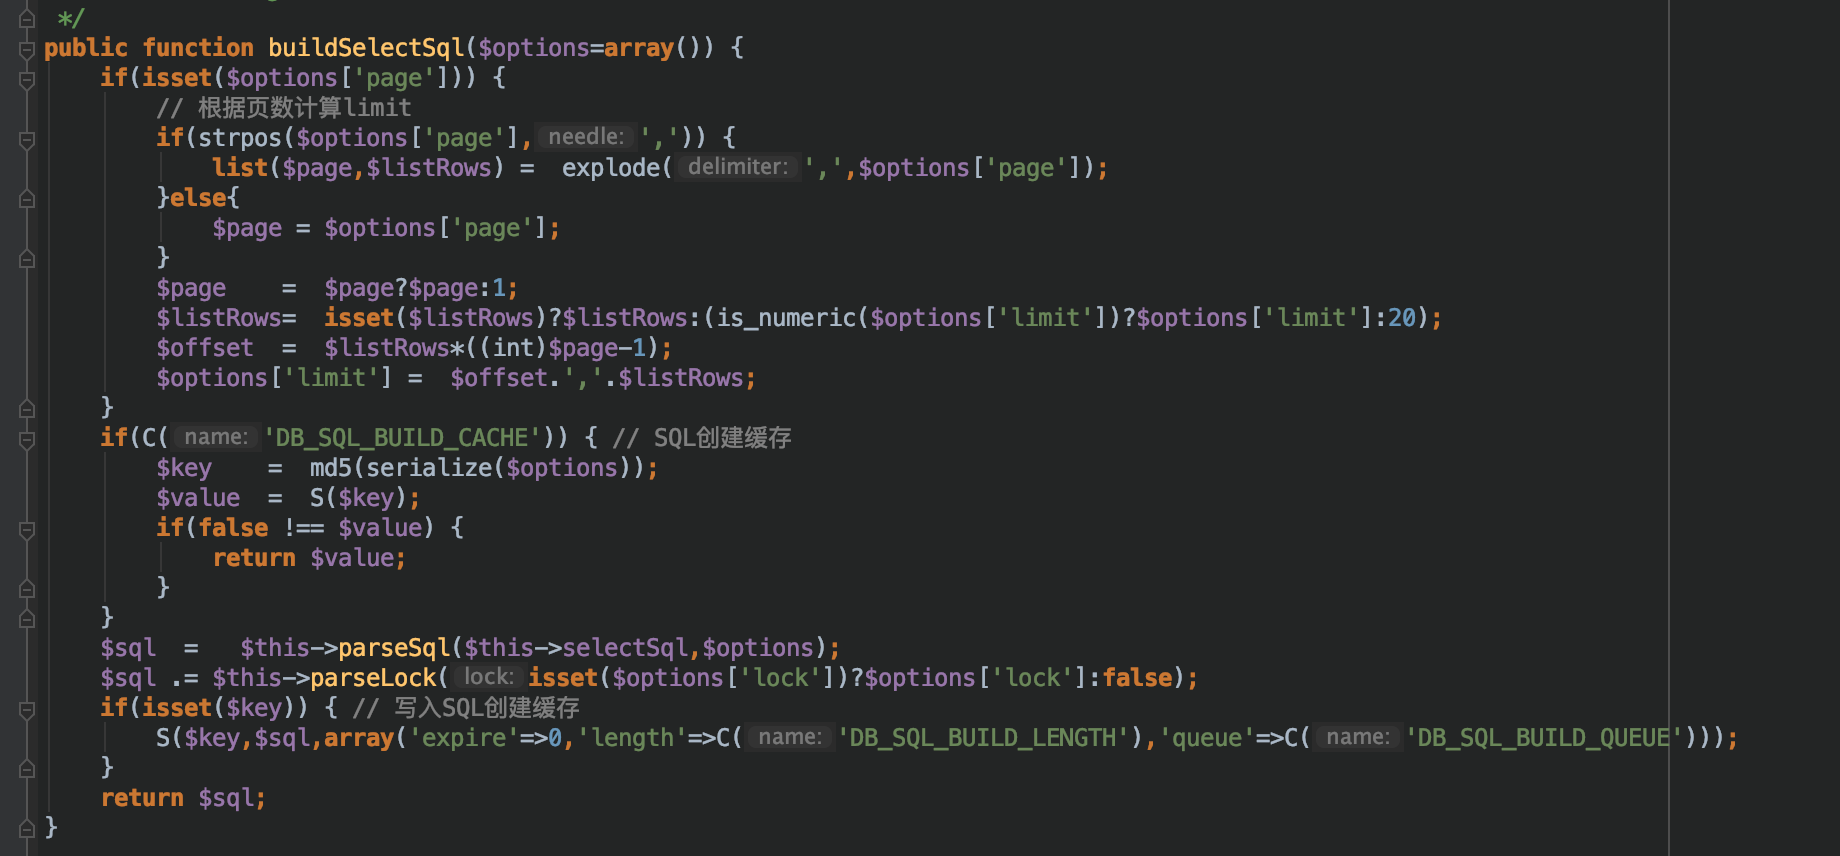 */
public function buildSelectSql($options=array()) {
    if(isset($options['page'])) {
        // 根据页数计算limit
        if(strpos($options['page'], needle: ',')) {
            list($page,$listRows) =  explode( delimiter: ',',$options['page']);
        }else{
            $page = $options['page'];
        }
        $page    =  $page?$page:1;
        $listRows=  isset($listRows)?$listRows:(is_numeric($options['limit'])?$options['limit']:20);
        $offset  =  $listRows*((int)$page-1);
        $options['limit'] =  $offset.','.$listRows;
    }
    if(C( name: 'DB_SQL_BUILD_CACHE')) { // SQL创建缓存
        $key    =  md5(serialize($options));
        $value  =  S($key);
        if(false !== $value) {
            return $value;
        }
    }
    $sql  =   $this->parseSql($this->selectSql,$options);
    $sql .= $this->parseLock( lock: isset($options['lock'])?$options['lock']:false);
    if(isset($key)) { // 写入SQL创建缓存
        S($key,$sql,array('expire'=>0,'length'=>C( name: 'DB_SQL_BUILD_LENGTH'),'queue'=>C( name: 'DB_SQL_BUILD_QUEUE')));
    }
    return $sql;
}